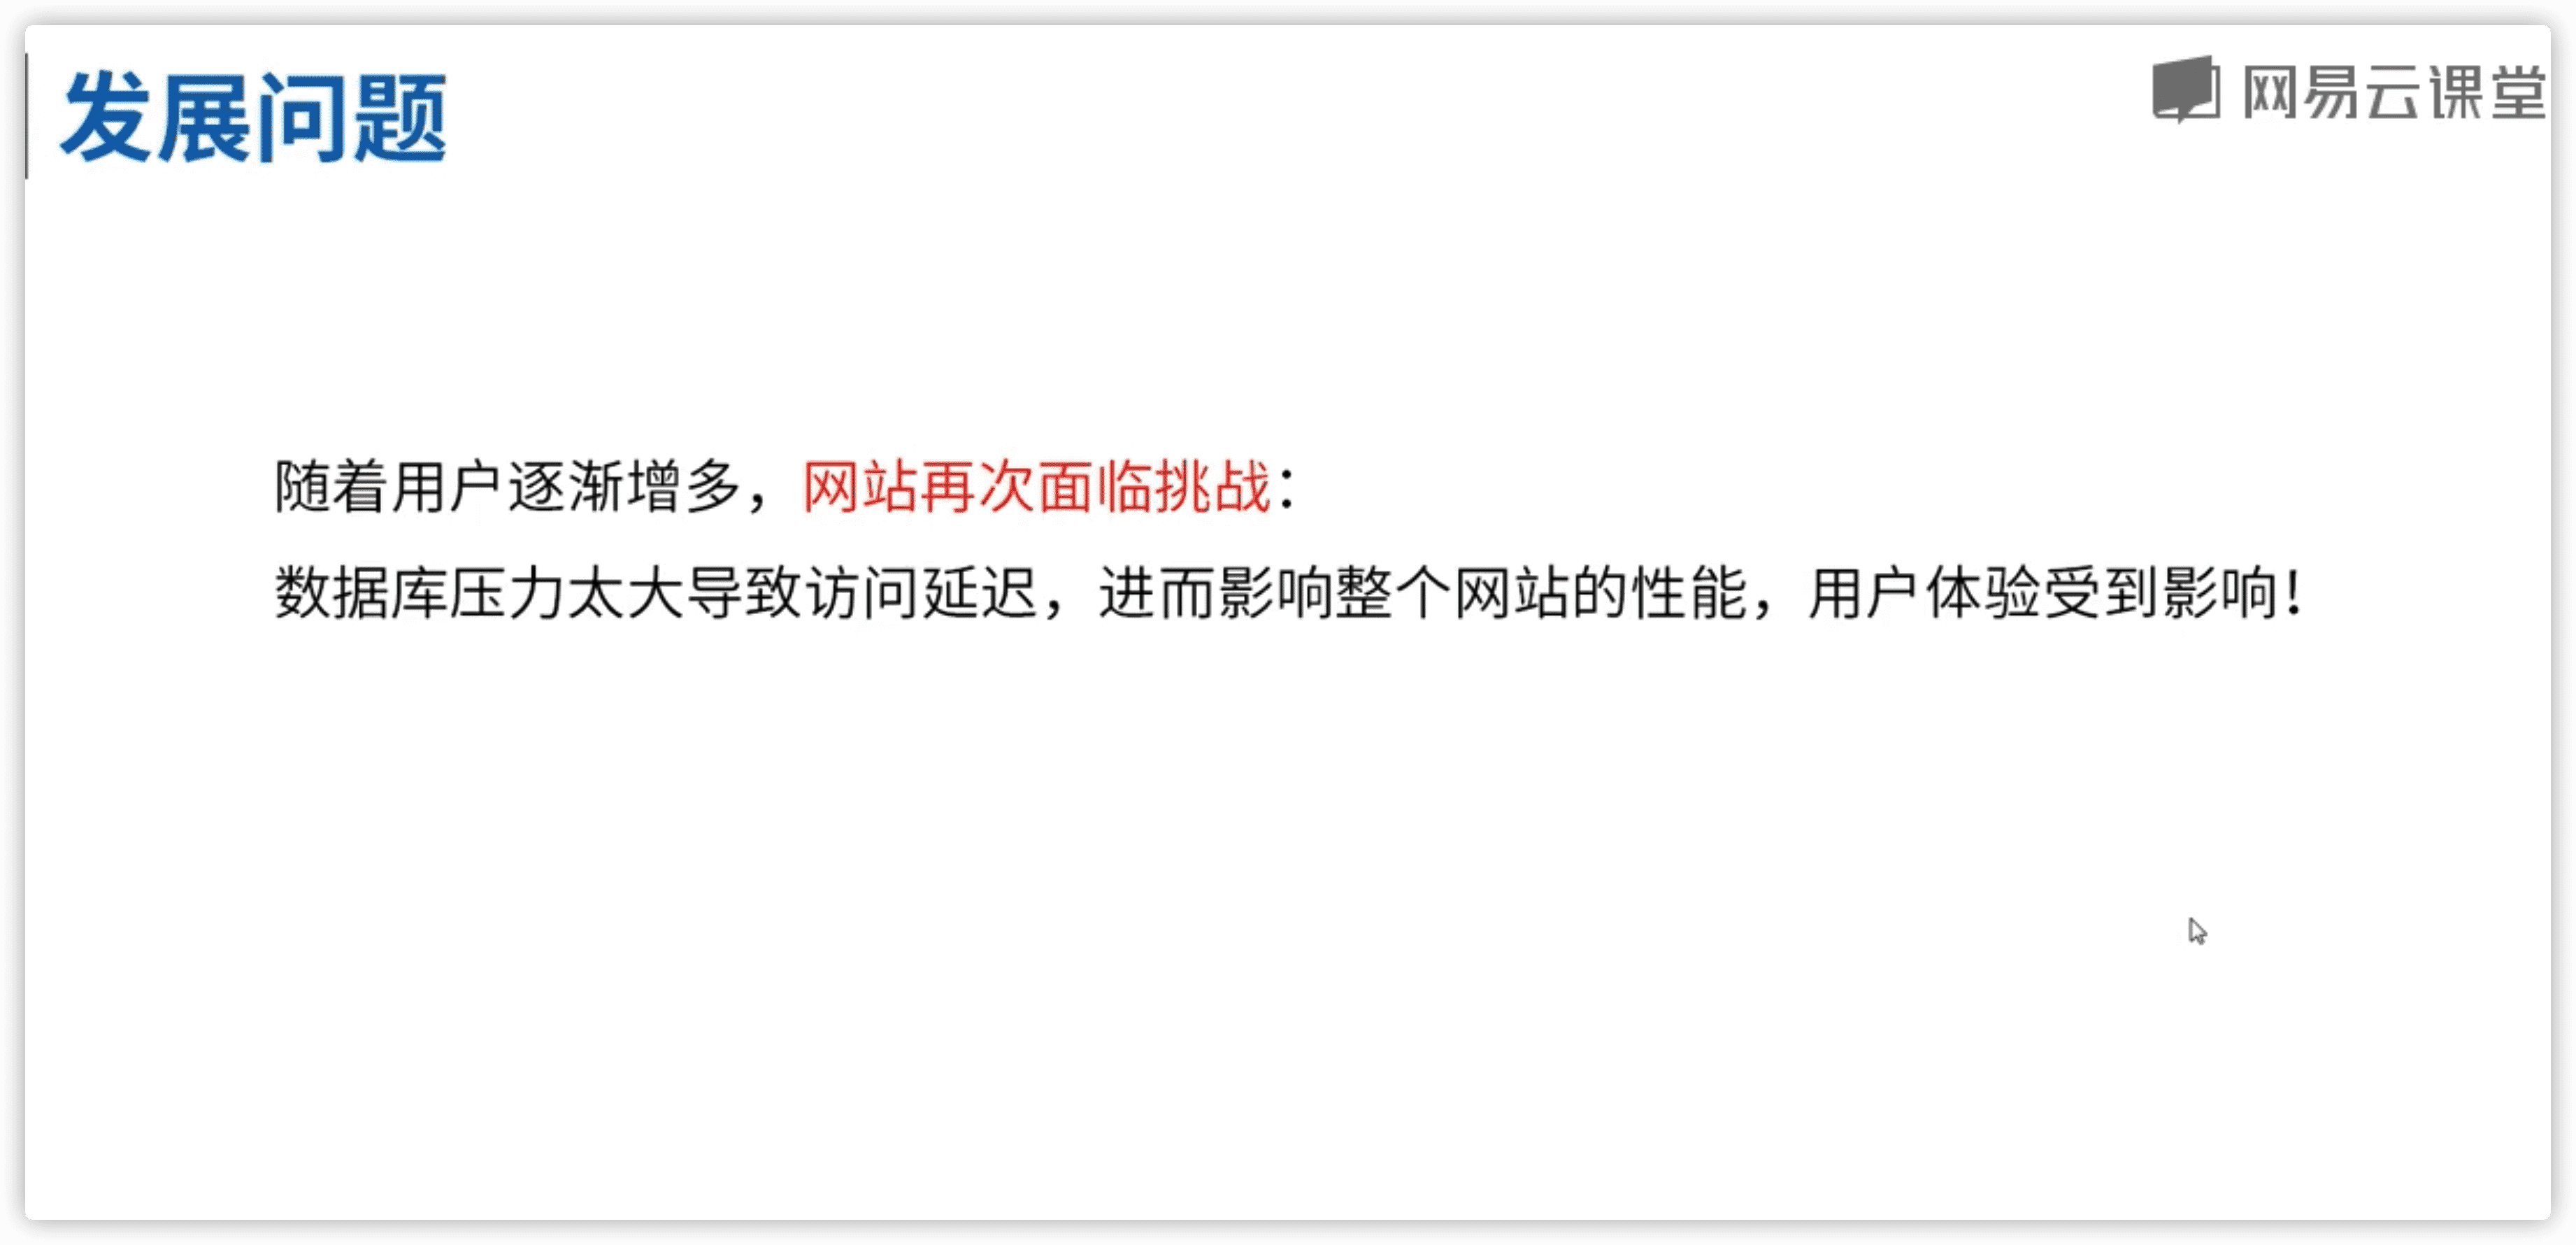 发展问题
网易云课堂
随着用户逐渐增多，网站再次面临挑战：
数据库压力太大导致访问延迟，进而影响整个网站的性能，用户体验受到影响！